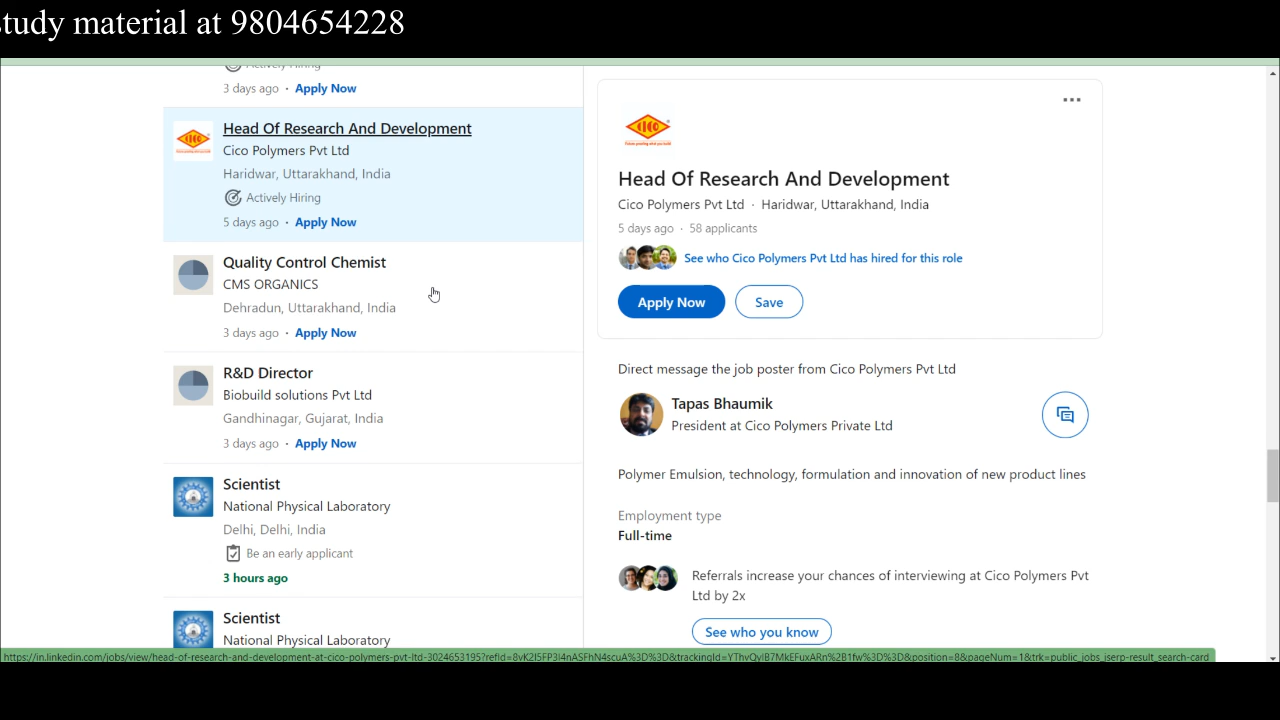 study material at 9804654228
Actively Hiring
3 days ago · Apply Now
Head Of Research And Development
Cico Polymers Pvt Ltd
Haridwar, Uttarakhand, India
Actively Hiring
5 days ago · Apply Now
Quality Control Chemist
CMS ORGANICS
Dehradun, Uttarakhand, India
3 days ago · Apply Now
R&D Director
Biobuild solutions Pvt Ltd
Gandhinagar, Gujarat, India
3 days ago · Apply Now
Scientist
National Physical Laboratory
Delhi, Delhi, India
Be an early applicant
3 hours ago
Scientist
National Physical Laboratory
CICO
Head Of Research And Development
Cico Polymers Pvt Ltd · Haridwar, Uttarakhand, India
5 days ago · 58 applicants
See who Cico Polymers Pvt Ltd has hired for this role
Apply Now
Save
Direct message the job poster from Cico Polymers Pvt Ltd
Tapas Bhaumik
President at Cico Polymers Private Ltd
Polymer Emulsion, technology, formulation and innovation of new product lines
Employment type
Full-time
Referrals increase your chances of interviewing at Cico Polymers Pvt
Ltd by 2x
See who you know